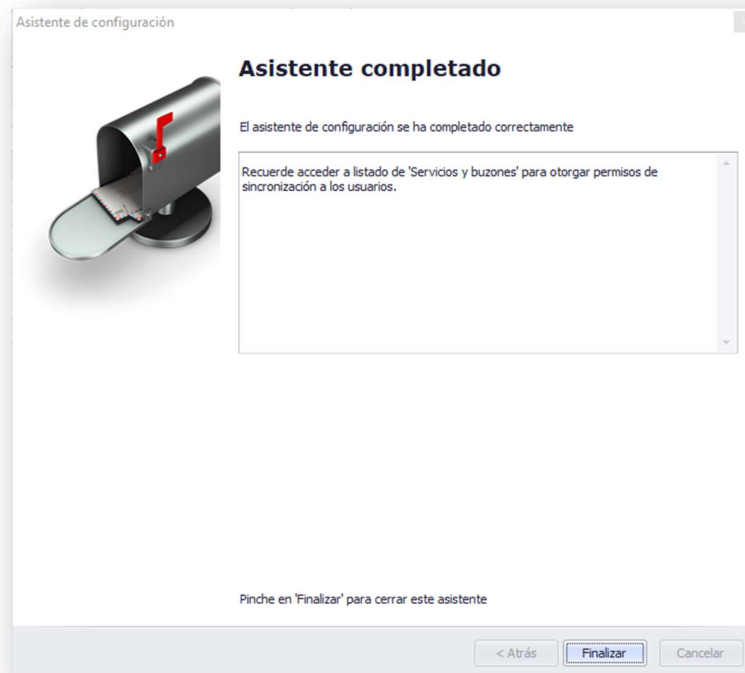 Asistente de configuración
Asistente completado
El asistente de configuración se ha completado correctamente
Recuerde acceder a listado de 'Servicios y buzones' para otorgar permisos de
sincronización a los usuarios.
Pinche en 'Finalizar' para cerrar este asistente
< Atrás
Finalizar
Cancelar